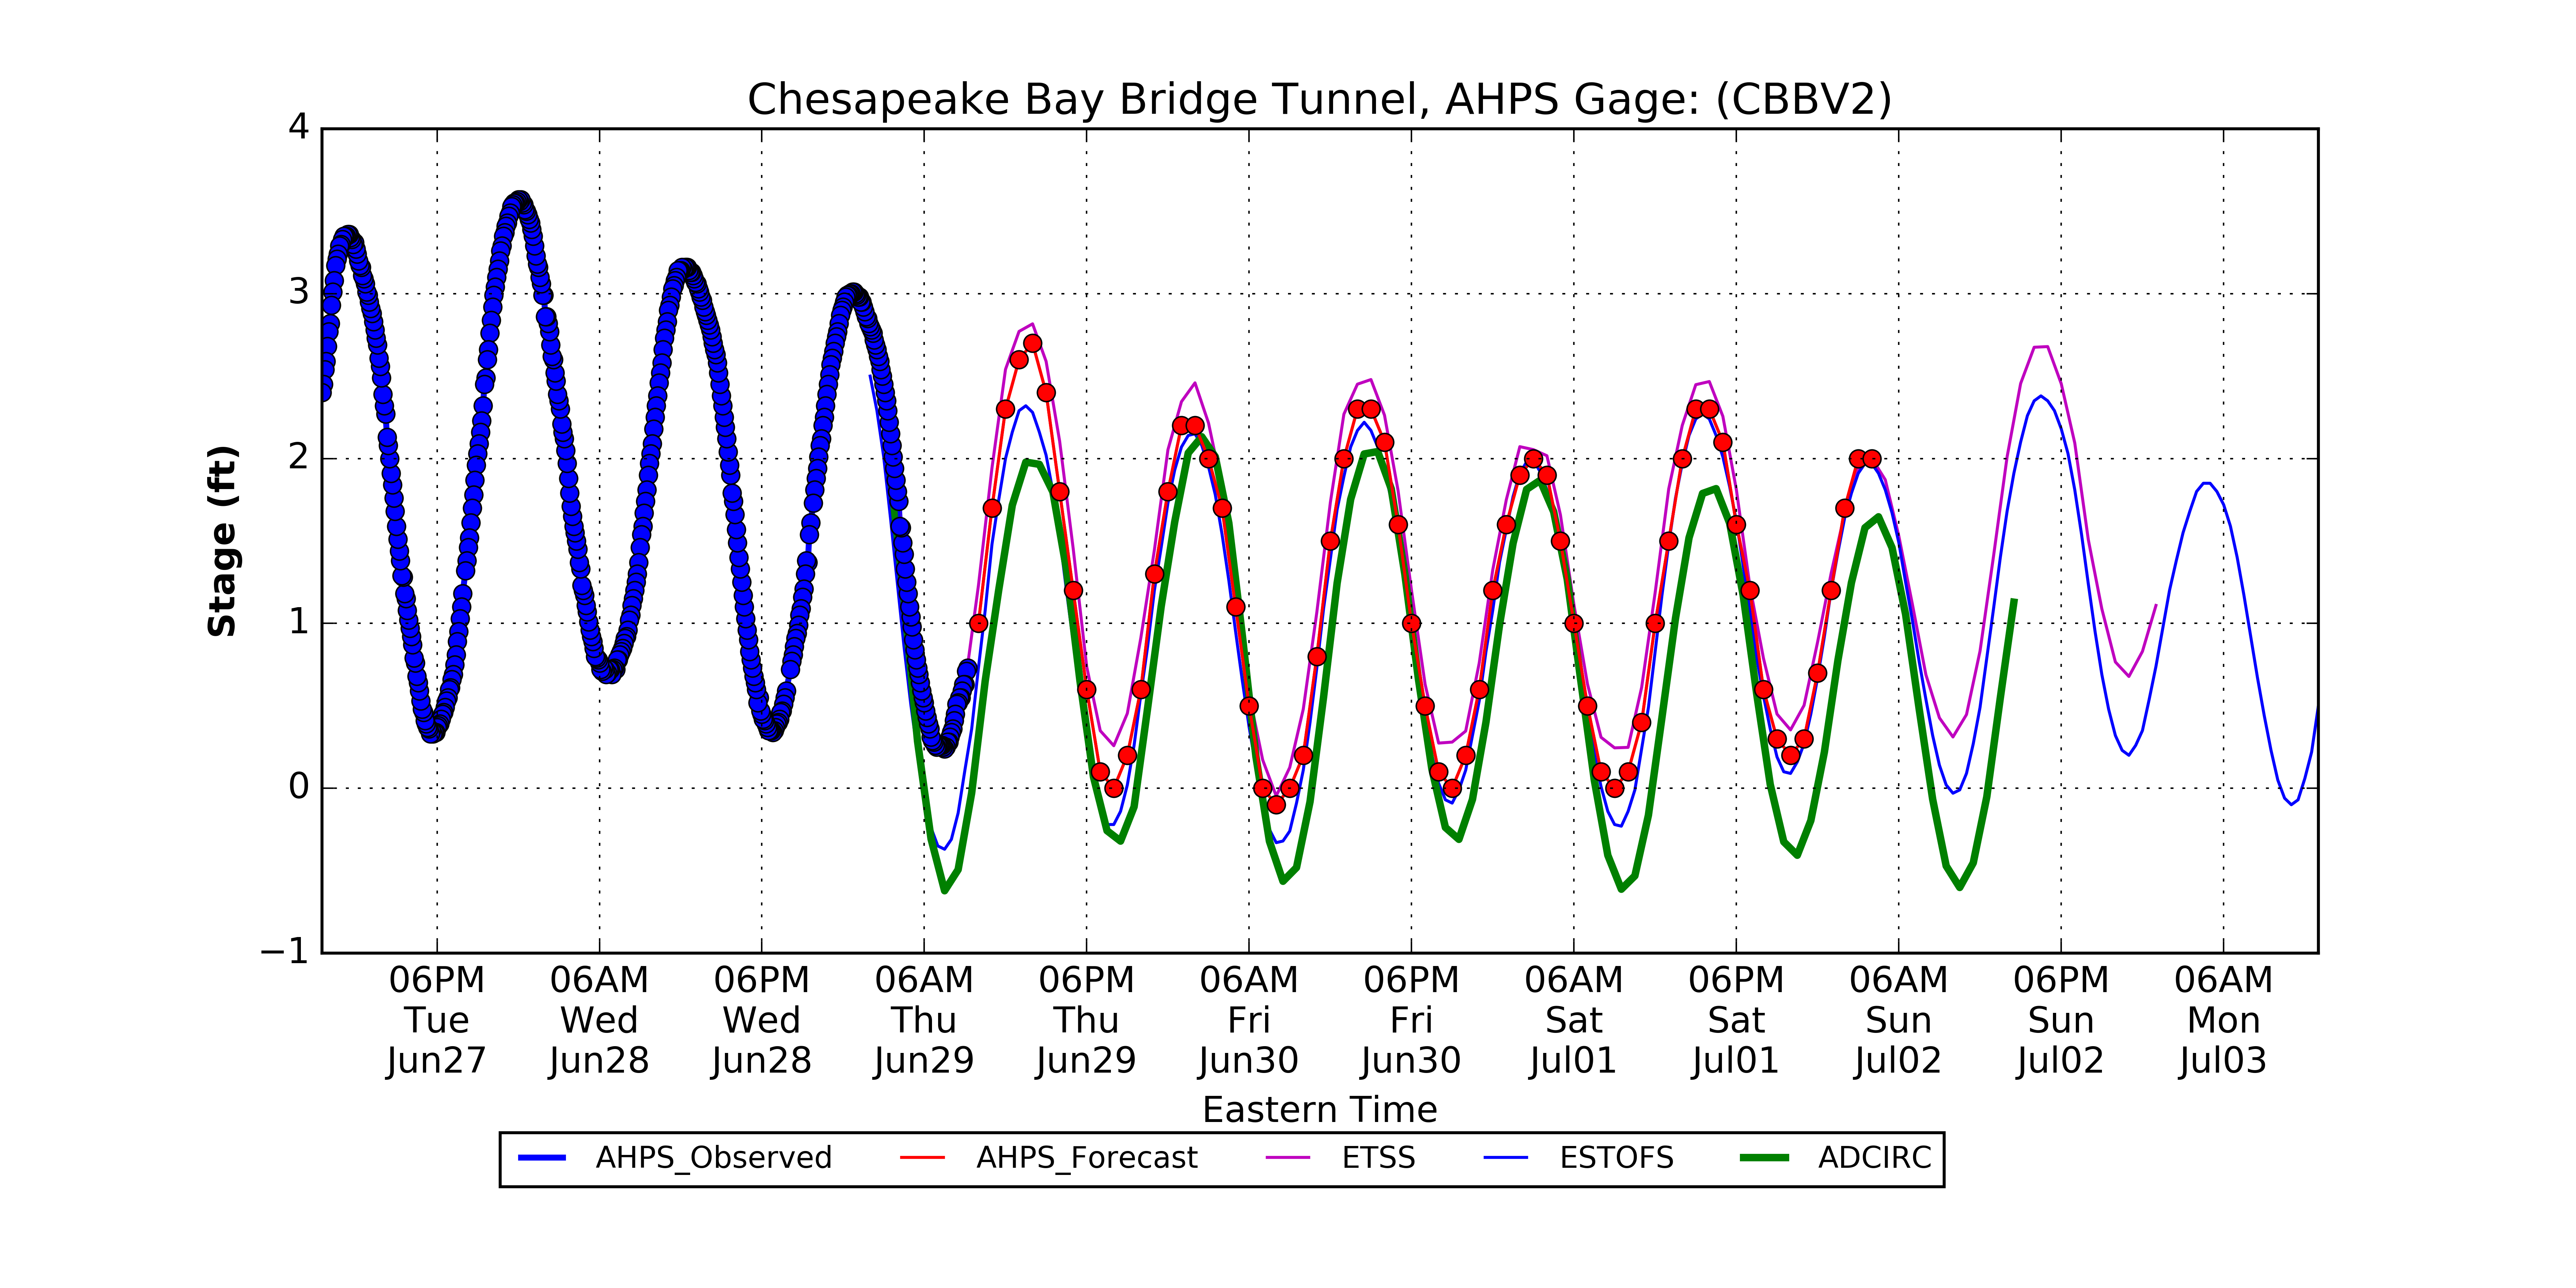 Chesapeake Bay Bridge Tunnel, AHPS Gage: (CBBV2)
4
3
2
1
0
−1
Stage (ft)
06PM 06AM 06PM 06AM 06PM 06AM 06PM 06AM 06PM 06AM 06PM 06AM
Tue Wed Wed Thu Thu Fri Fri Sat Sat Sun Sun Mon
Jun27 Jun28 Jun28 Jun29 Jun29 Jun30 Jun30 Jul01 Jul01 Jul02 Jul02 Jul03
Eastern Time
AHPS_Observed AHPS_Forecast ETSS ESTOFS ADCIRC